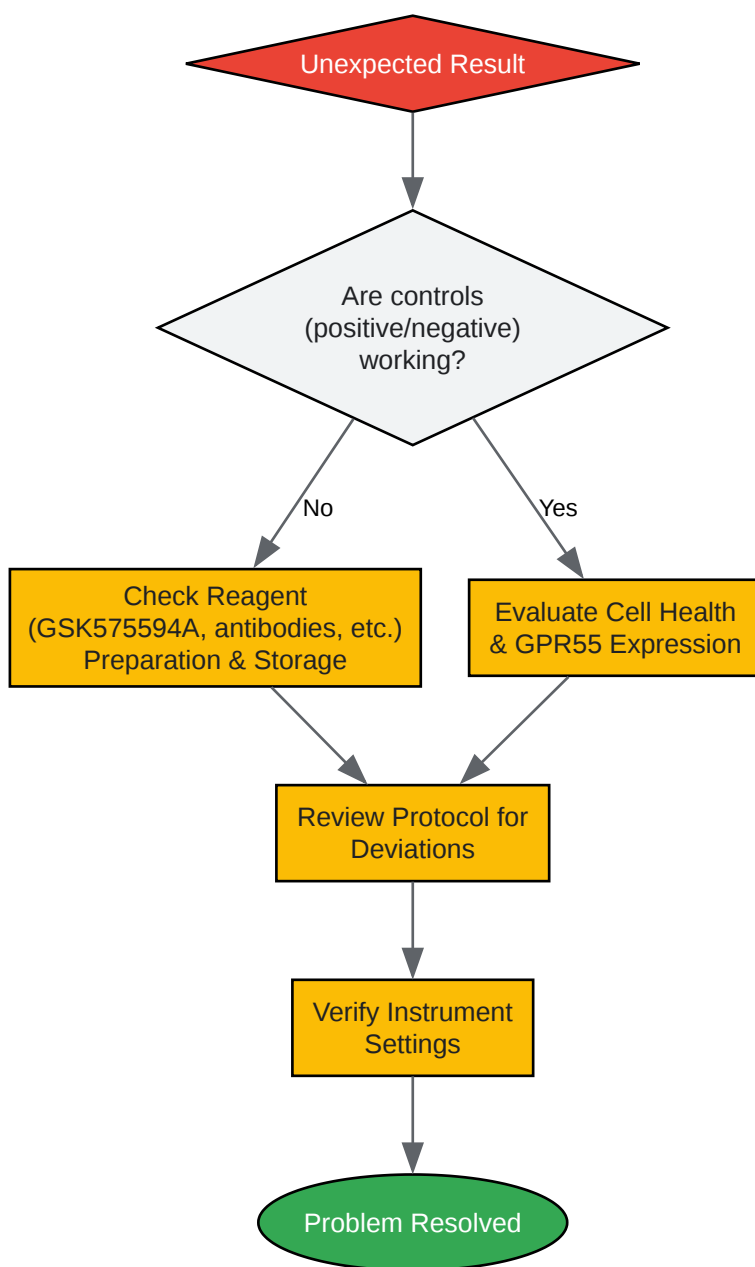 Unexpected Result
Are controls
(positive/negative)
working?
No
Yes
Check Reagent
(GSK575594A, antibodies, etc.)
Preparation & Storage
Evaluate Cell Health
& GPR55 Expression
Review Protocol for
Deviations
Verify Instrument
Settings
Problem Resolved